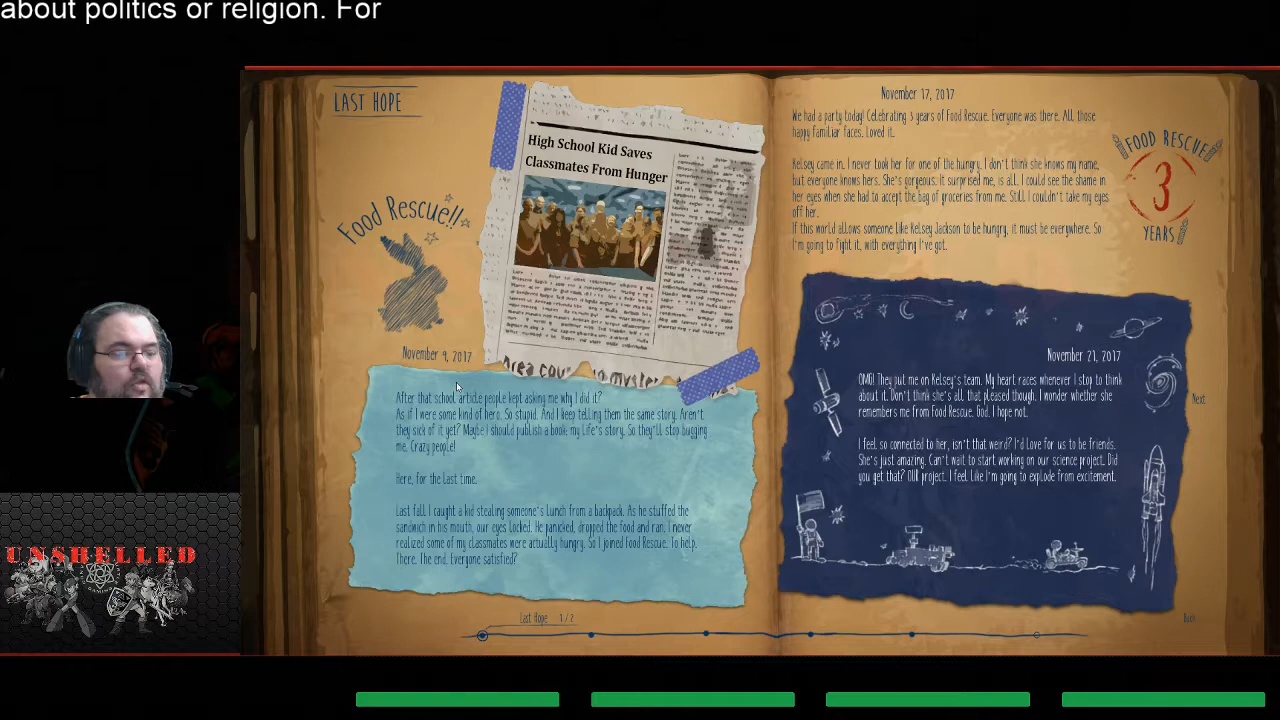 about politics or religion. For
LAST HOPE
High School Kid Saves
Classmates From Hunger
Food Rescue!!
November 9, 2017
After that school article people kept asking me why I did it?
As if I were some kind of hero. So stupid. And I keep telling them the same story. Aren't
they sick of it yet? Maybe I should publish a book: my life's story. So they'll stop bugging
me. Crazy people!
Here, for the last time.
Last fall I caught a kid stealing someone's lunch from a backpack. As he stuffed the
sandwich in his mouth, our eyes locked. He panicked, dropped the food and ran. I never
realized some of my classmates were actually hungry. So I joined Food Rescue. To help.
There. The end. Everyone satisfied?
November 17, 2017
We had a party today! Celebrating 3 years of Food Rescue. Everyone was there. All those
happy familiar faces. Loved it.
Kelsey came in. I never took her for one of the hungry. I don't think she knows my name,
but everyone knows hers. She's gorgeous. It surprised me, is all. I could see the shame in
her eyes when she had to accept the bag of groceries from me. Still I couldn't take my eyes
off her.
If this world allows someone like Kelsey Jackson to be hungry, it must be everywhere. So
I'm going to fight it, with everything I've got.
FOOD RESCUE
3
YEARS
November 21, 2017
OMG! They put me on Kelsey's team. My heart races whenever I stop to think
about it. Don't think she's all that pleased though. I wonder whether she
remembers me from Food Rescue. God, I hope not.
I feel so connected to her, isn't that weird? I'd love for us to be friends.
She's just amazing. Can't wait to start working on our science project. Did
you get that? OUR project. I feel like I'm going to explode from excitement.
Next
Back
Last Hope 1/7
UNSHELLED